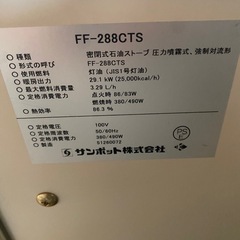 FF-288CTS
○ 種類 密閉式石油ストーブ 圧力噴霧式、強制対流形
○ 形式の呼び FF-288CTS
○ 使用燃料 灯油 (JIS1号灯油)
○ 暖房出力 29.1 kW (25,000kcal/h)
○ 最大燃料消費量 3.29 L/h
○ 定格消費電力 点火時 86/83W
燃焼時 380/490W
○ 熱効率 86.3 %
○ 定格電圧 100V
○ 定格周波数 50/60Hz
○ 定格消費電力 380/490W
○ 製造 51260072
PS
サンポット株式会社